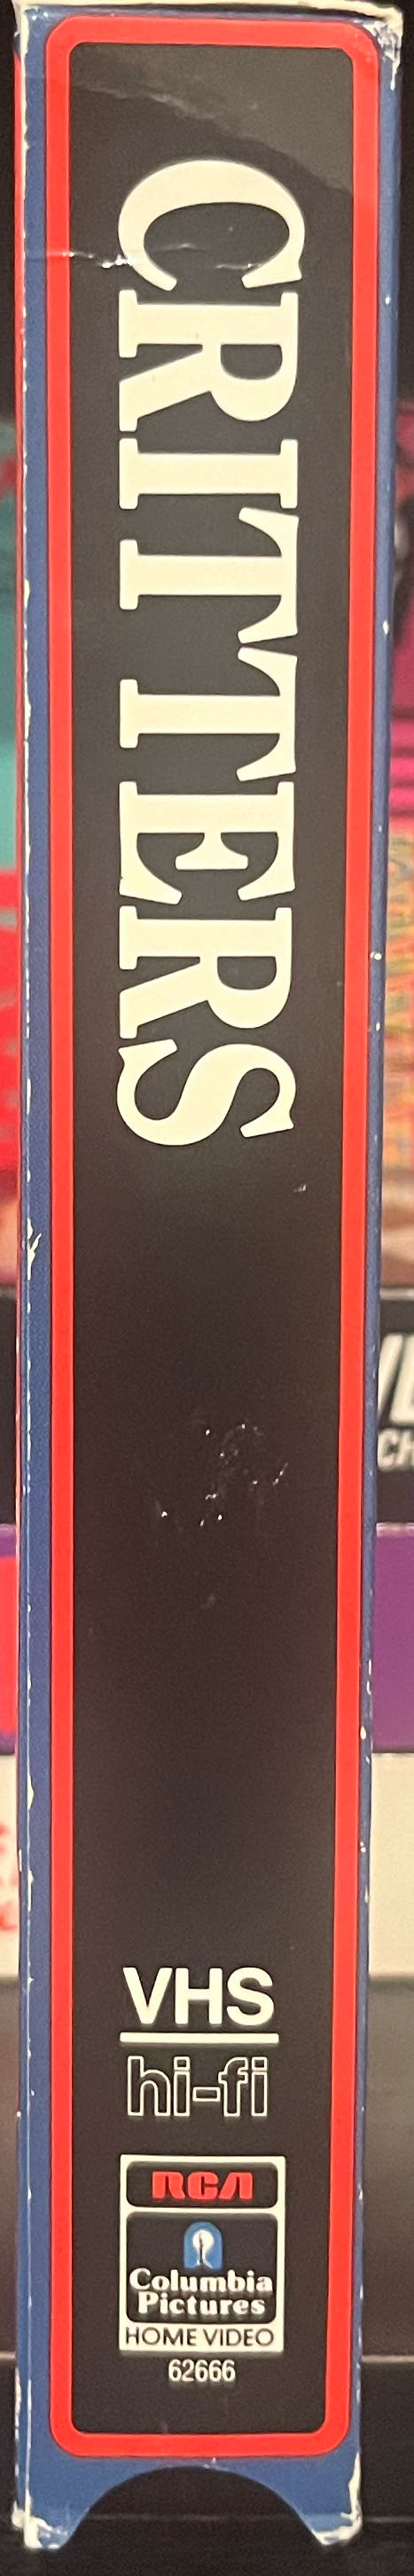 CRITTERS
VHS
hi-fi
RCA
Columbia
Pictures
HOME VIDEO
62666